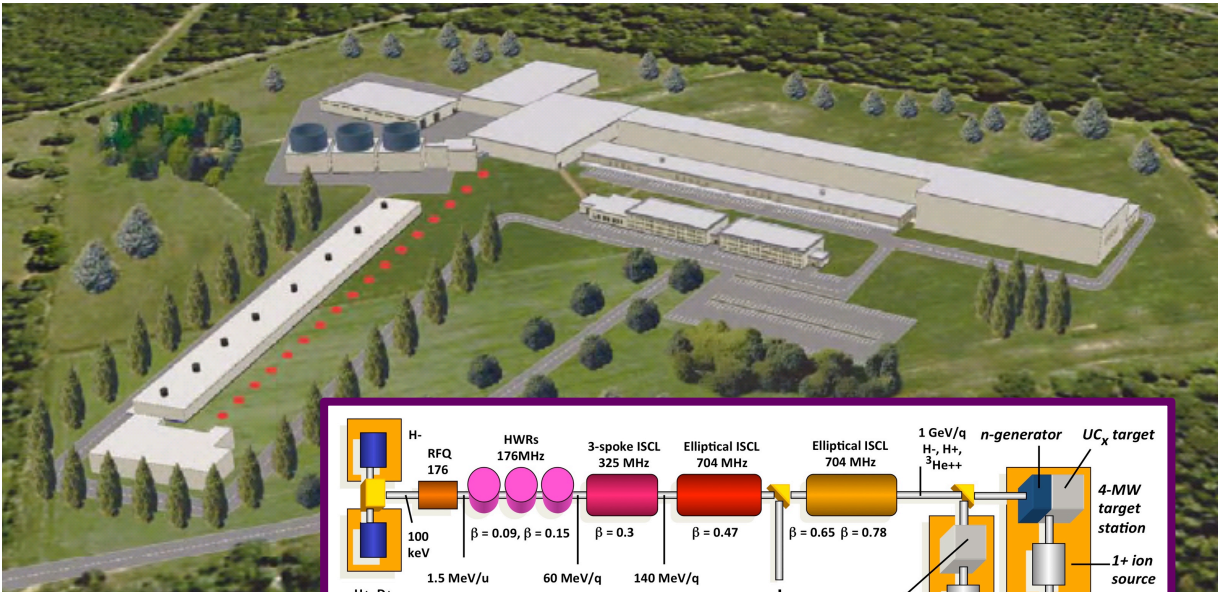 H-
RFQ
176
HWRs
176MHz
3-spoke ISCL
325 MHz
Elliptical ISCL
704 MHz
Elliptical ISCL
704 MHz
1 GeV/q
H-, H+,
³He++
n-generator
UCx target
4-MW
target
station
100
keV
β = 0.09, β = 0.15
β = 0.3
β = 0.47
β = 0.65 β = 0.78
1.5 MeV/u
60 MeV/q
140 MeV/q
1+ ion
source